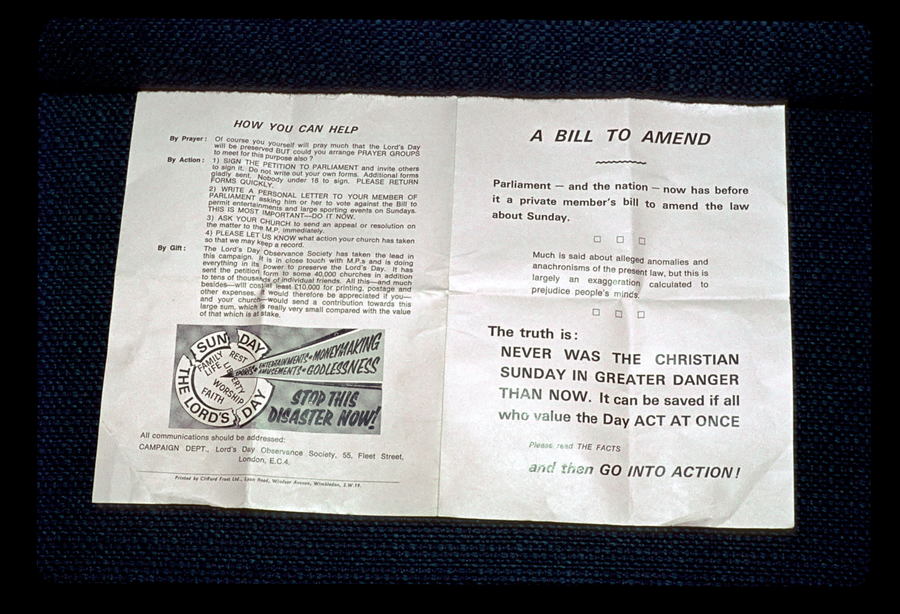 HOW YOU CAN HELP
By Prayer: Of course you yourself will pray much that the Lord's Day
will be preserved BUT could you arrange PRAYER GROUPS
to meet for this purpose also?
By Action: 1) SIGN THE PETITION TO PARLIAMENT and invite others
to sign it. Do not write out your own forms. Additional forms
gladly sent. Nobody under 16 to sign. PLEASE RETURN
FORMS QUICKLY.
2) WRITE A PERSONAL LETTER TO YOUR MEMBER OF
PARLIAMENT asking him or her to vote against the Bill to
permit entertainments and large sporting events on Sundays.
THIS IS MOST IMPORTANT—DO IT NOW.
3) ASK YOUR CHURCH to send an appeal or resolution on
the matter to the M.P. immediately.
4) PLEASE LET US KNOW what action your church has taken
so that we may keep a record.
By Gift: The Lord's Day Observance Society has taken the lead in
this campaign. It is in close touch with M.P.s and is doing
everything in its power to preserve the Lord's Day. It has
sent the petition form to some 40,000 churches in addition
to tens of thousands of individual friends. All this—and much
besides—will cost at least £10,000 for printing, postage and
other expenses. It would therefore be appreciated if you—
and your church—would send a contribution towards this
large sum, which is really very small compared with the value
of that which is at stake.
SUN DAY
FAMILY LIFE
REST
LIBERTY
WORSHIP
FAITH
THE LORD'S DAY
SPORTS • ENTERTAINMENTS • MONEYMAKING
AMUSEMENTS • GODLESSNESS
STOP THIS
DISASTER NOW!
All communications should be addressed:
CAMPAIGN DEPT., Lord's Day Observance Society, 55, Fleet Street,
London, E.C.4.
Printed by Clifford Frost Ltd., Lyon Road, Windsor Avenue, Wimbledon, S.W.19.
A BILL TO AMEND
Parliament — and the nation — now has before
it a private member's bill to amend the law
about Sunday.
Much is said about alleged anomalies and
anachronisms of the present law, but this is
largely an exaggeration calculated to
prejudice people's minds.
The truth is:
NEVER WAS THE CHRISTIAN
SUNDAY IN GREATER DANGER
THAN NOW. It can be saved if all
who value the Day ACT AT ONCE
Please read THE FACTS
and then GO INTO ACTION!